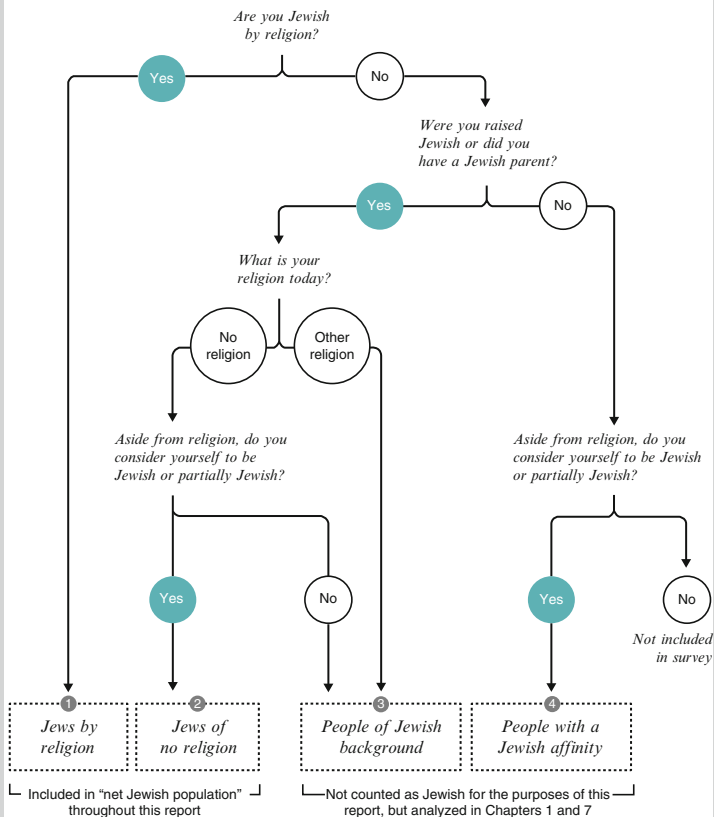 Are you Jewish
by religion?
Yes
No
Were you raised
Jewish or did you
have a Jewish parent?
Yes
No
What is your
religion today?
No
religion
Other
religion
Aside from religion, do you
consider yourself to be
Jewish or partially Jewish?
Aside from religion, do you
consider yourself to be Jewish
or partially Jewish?
Yes
No
Yes
No
Not included
in survey
1
Jews by
religion
2
Jews of
no religion
3
People of Jewish
background
4
People with a
Jewish affinity
Included in “net Jewish population”
throughout this report
Not counted as Jewish for the purposes of this
report, but analyzed in Chapters 1 and 7